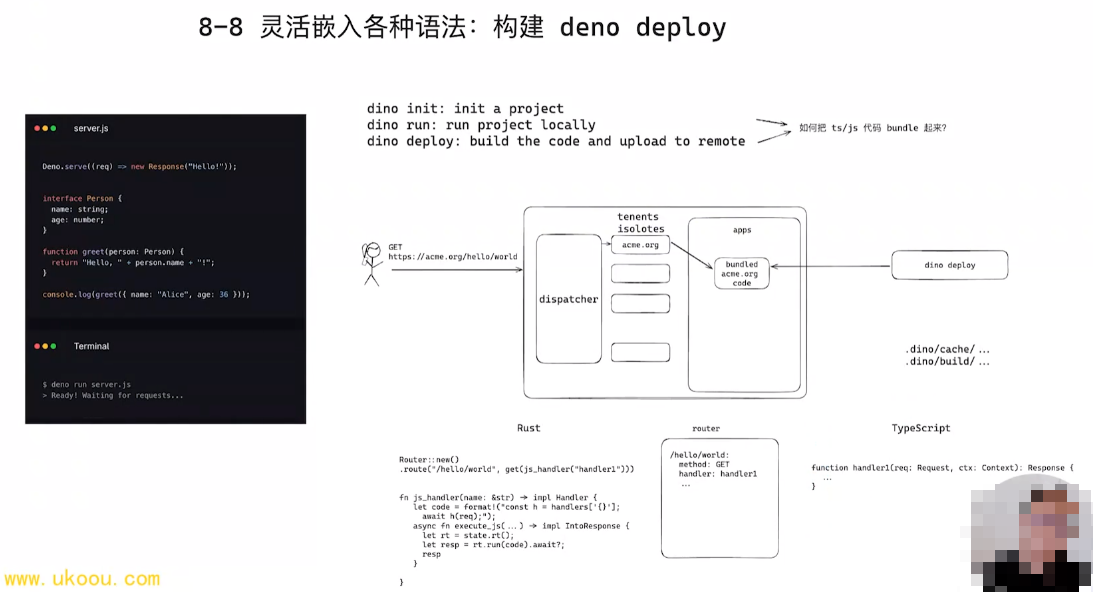 8-8 灵活嵌入各种语法：构建 deno deploy
server.js
Deno.serve((req) => new Response("Hello!"));
interface Person {
name: string;
age: number;
}
function greet(person: Person) {
return "Hello, " + person.name + "!";
}
console.log(greet({ name: "Alice", age: 36 }));
Terminal
$ deno run server.js
> Ready! Waiting for requests...
dino init: init a project
dino run: run project locally
dino deploy: build the code and upload to remote
如何把 ts/js 代码 bundle 起来?
GET
https://acme.org/hello/world
dispatcher
tenents
isolotes
acme.org
apps
bundled
acme.org
code
dino deploy
.dino/cache/ ...
.dino/build/ ...
Rust
Router::new()
.route("/hello/world", get(js_handler("handler1")))
fn js_handler(name: &str) → impl Handler {
let code = format!("const h = handlers['{}'];
await h(req);");
async fn execute_js(...) → impl IntoResponse {
let rt = state.rt();
let resp = rt.run(code).await?;
resp
}
}
router
/hello/world:
method: GET
handler: handler1
...
TypeScript
function handler1(req: Request, ctx: Context): Response {
...
}
www.ukoou.com